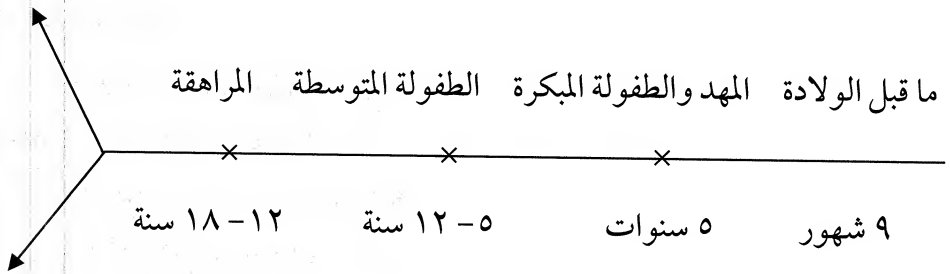 ما قبل الولادة المهد والطفولة المبكرة الطفولة المتوسطة المراهقة
٩ شهور ٥ سنوات ٥ – ١٢ سنة ١٢ – ١٨ سنة